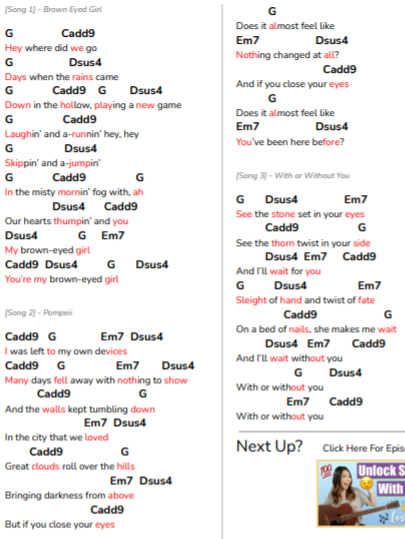 [Song 1] - Brown Eyed Girl
G Cadd9
Hey where did we go
G Dsus4
Days when the rains came
G Cadd9 G Dsus4
Down in the hollow, playing a new game
G Cadd9
Laughin' and a-runnin' hey, hey
G Dsus4
Skippin' and a-jumpin'
G Cadd9 G
In the misty mornin' fog with, ah
Dsus4 Cadd9
Our hearts thumpin' and you
Dsus4 G Em7
My brown-eyed girl
Cadd9 Dsus4 G Dsus4
You're my brown-eyed girl
[Song 2] - Pompeii
Cadd9 G Em7 Dsus4
I was left to my own devices
Cadd9 G Em7 Dsus4
Many days fell away with nothing to show
Cadd9 G
And the walls kept tumbling down
Em7 Dsus4
In the city that we loved
Cadd9 G
Great clouds roll over the hills
Em7 Dsus4
Bringing darkness from above
Cadd9
But if you close your eyes
G
Does it almost feel like
Em7 Dsus4
Nothing changed at all?
Cadd9
And if you close your eyes
G
Does it almost feel like
Em7 Dsus4
You've been here before?
[Song 3] - With or Without You
G Dsus4 Em7
See the stone set in your eyes
Cadd9 G
See the thorn twist in your side
Dsus4 Em7 Cadd9
And I'll wait for you
G Dsus4 Em7
Sleight of hand and twist of fate
Cadd9 G
On a bed of nails, she makes me wait
Dsus4 Em7 Cadd9
And I'll wait without you
G Dsus4
With or without you
Em7 Cadd9
With or without you
Next Up? Click Here For Epis
100
Unlock S
With